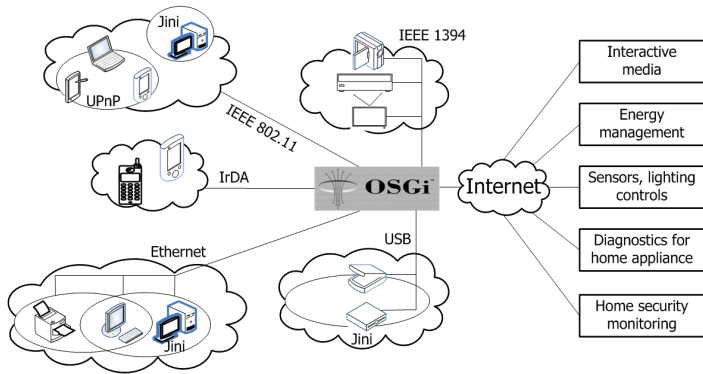 Jini
UPnP
IEEE 802.11
IEEE 1394
IrDA
OSGi™
Ethernet
Jini
USB
Jini
Internet
Interactive
media
Energy
management
Sensors, lighting
controls
Diagnostics for
home appliance
Home security
monitoring